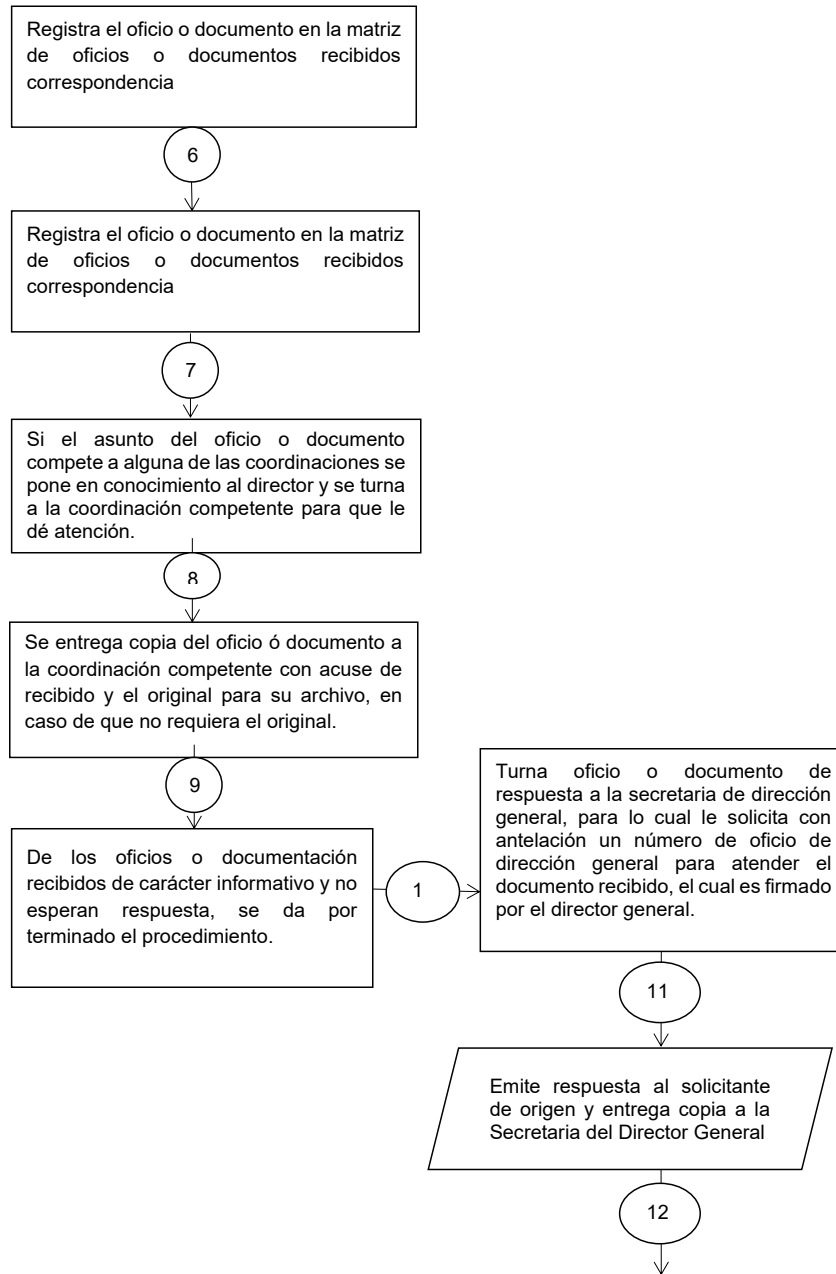 Registra el oficio o documento en la matriz
de oficios o documentos recibidos
correspondencia
6
Registra el oficio o documento en la matriz
de oficios o documentos recibidos
correspondencia
7
Si el asunto del oficio o documento
compete a alguna de las coordinaciones se
pone en conocimiento al director y se turna
a la coordinación competente para que le
dé atención.
8
Se entrega copia del oficio ó documento a
la coordinación competente con acuse de
recibido y el original para su archivo, en
caso de que no requiera el original.
9
De los oficios o documentación
recibidos de carácter informativo y no
esperan respuesta, se da por
terminado el procedimiento.
1
Turna oficio o documento de
respuesta a la secretaria de dirección
general, para lo cual le solicita con
antelación un número de oficio de
dirección general para atender el
documento recibido, el cual es firmado
por el director general.
11
Emite respuesta al solicitante
de origen y entrega copia a la
Secretaria del Director General
12